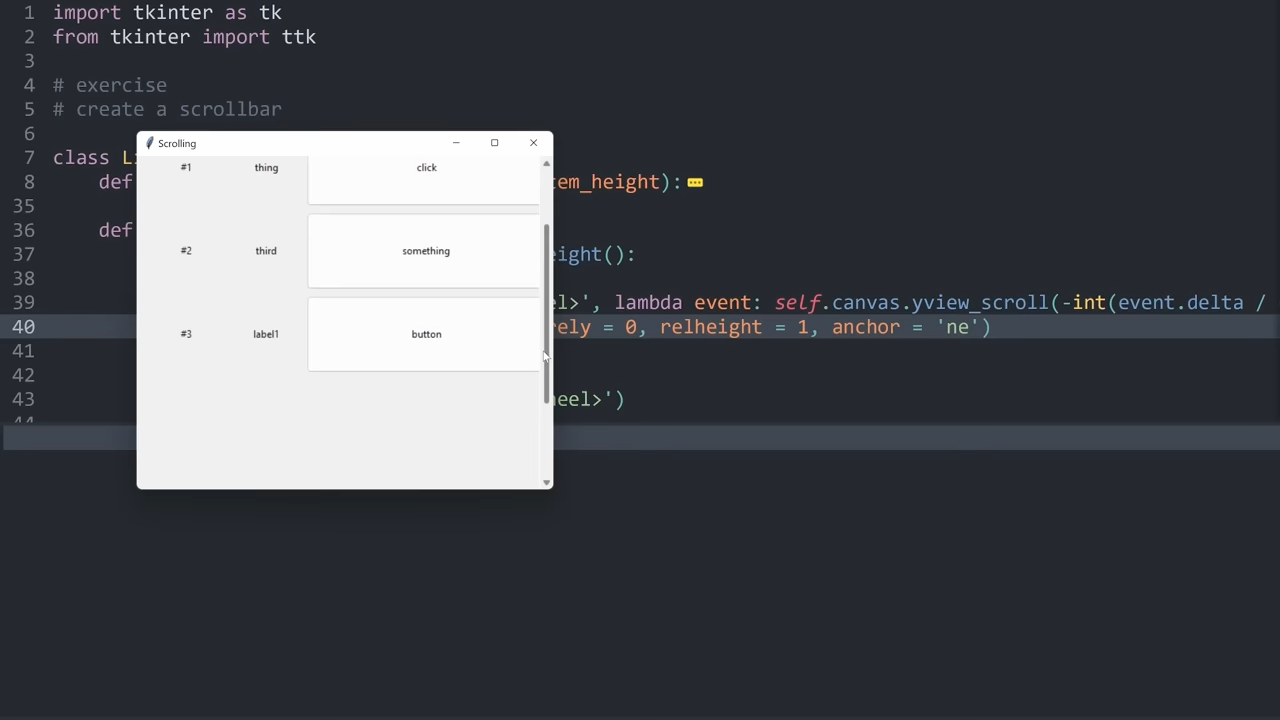 1 import tkinter as tk
2 from tkinter import ttk
3
4 # exercise
5 # create a scrollbar
6
Scrolling
7 class L
8 def tem_height):
35
36 def
37 eight():
38
39 el>', lambda event: self.canvas.yview_scroll(-int(event.delta /
40 rely = 0, relheight = 1, anchor = 'ne')
41
42
43 heel>')
44
#1 thing click
#2 third something
#3 label1 button